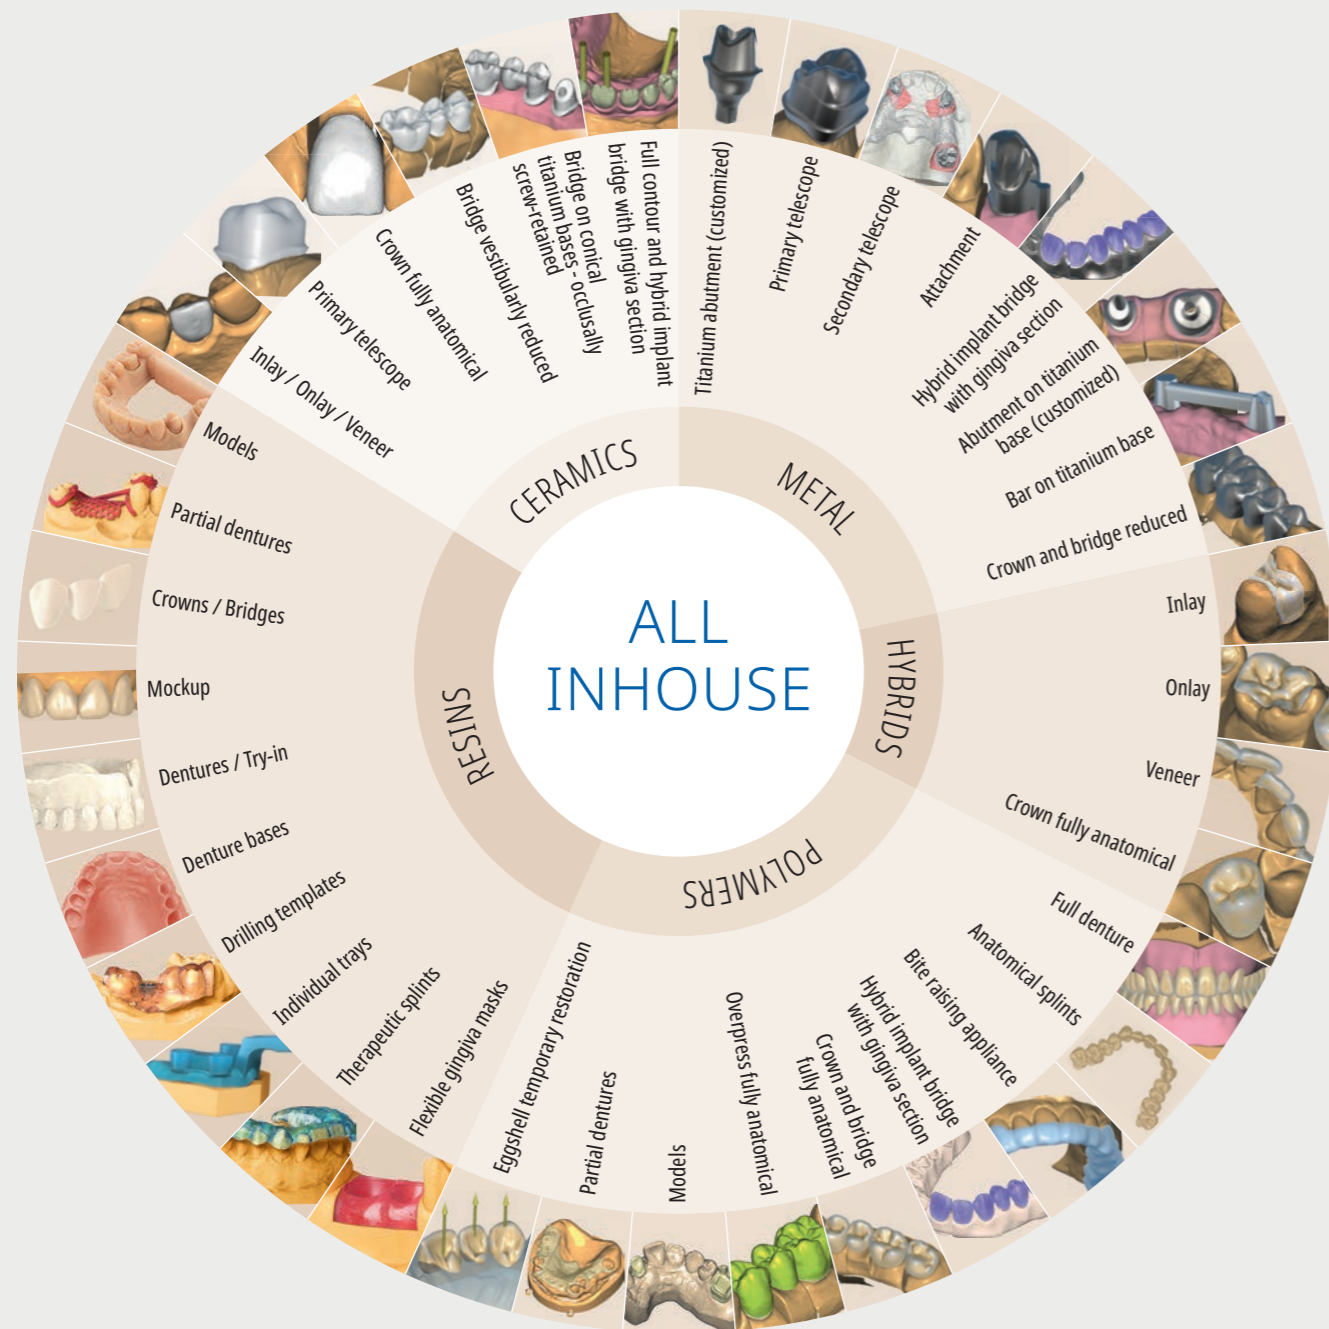 ALL
INHOUSE
METAL
Titanium abutment (customized)
Primary telescope
Secondary telescope
Attachment
Hybrid implant bridge
with gingiva section
Abutment on titanium
base (customized)
Bar on titanium base
Crown and bridge reduced
HYBRIDS
Inlay
Onlay
Veneer
Crown fully anatomical
POLYMERS
Full denture
Anatomical splints
Bite raising appliance
Hybrid implant bridge
with gingiva section
Crown and bridge
fully anatomical
Overpress fully anatomical
Models
Partial dentures
Eggshell temporary restoration
RESINS
Flexible gingiva masks
Therapeutic splints
Individual trays
Drilling templates
Denture bases
Dentures / Try-in
Mockup
Crowns / Bridges
Partial dentures
Models
CERAMICS
Inlay / Onlay / Veneer
Primary telescope
Crown fully anatomical
Bridge vestibularly reduced
Bridge on conical
titanium bases - occlusally
screw-retained
Full contour and hybrid implant
bridge with gingiva section